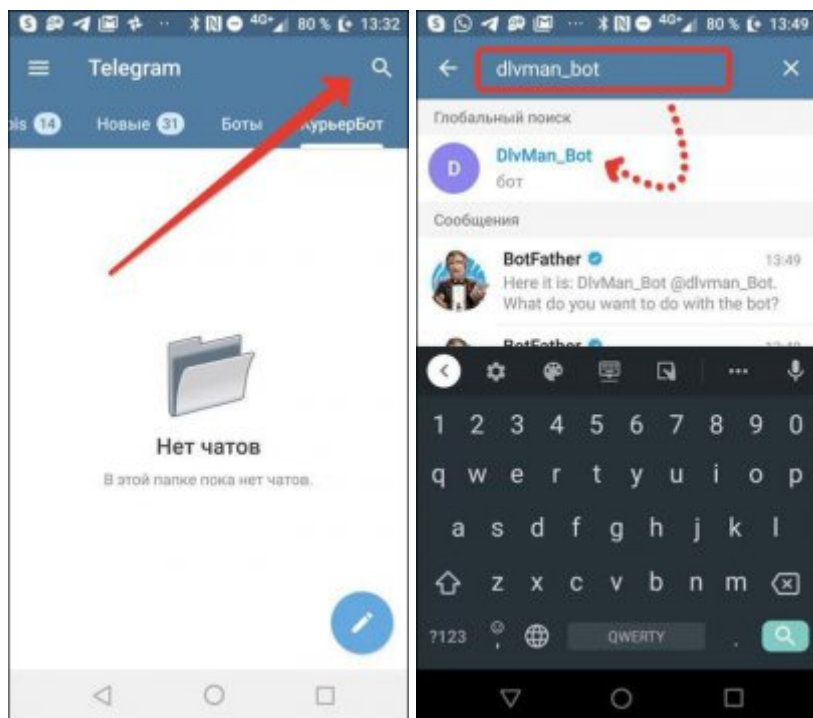 80 % 13:32
Telegram
ois 14 Новые 31 Боты КурьерБот
Нет чатов
В этой папке пока нет чатов.
4G+ 80 % 13:49
dlvman_bot
Глобальный поиск
D
DlvMan_Bot
бот
Сообщения
BotFather 13:49
Here it is: DlvMan_Bot @dlvman_Bot.
What do you want to do with the bot?
BotFather
1 2 3 4 5 6 7 8 9 0
q w e r t y u i o p
a s d f g h j k l
z x c v b n m
?123 , QWERTY .